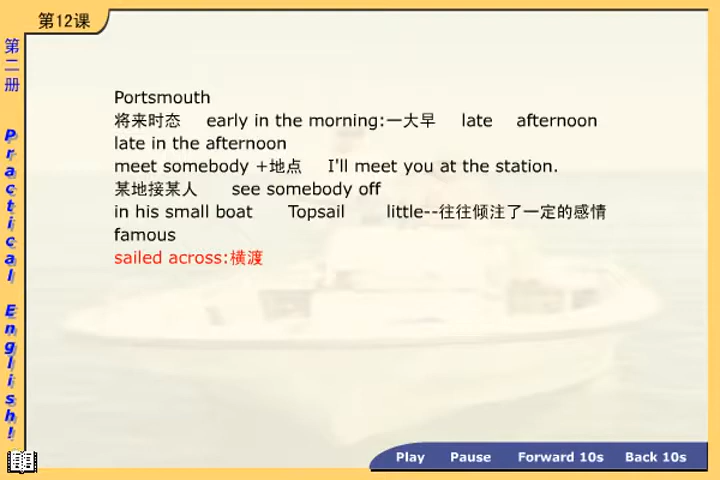 第12课
第二册
Practical English!
Portsmouth
将来时态 early in the morning:一大早 late afternoon
late in the afternoon
meet somebody +地点 I'll meet you at the station.
某地接某人 see somebody off
in his small boat Topsail little--往往倾注了一定的感情
famous
sailed across:横渡
Play Pause Forward 10s Back 10s